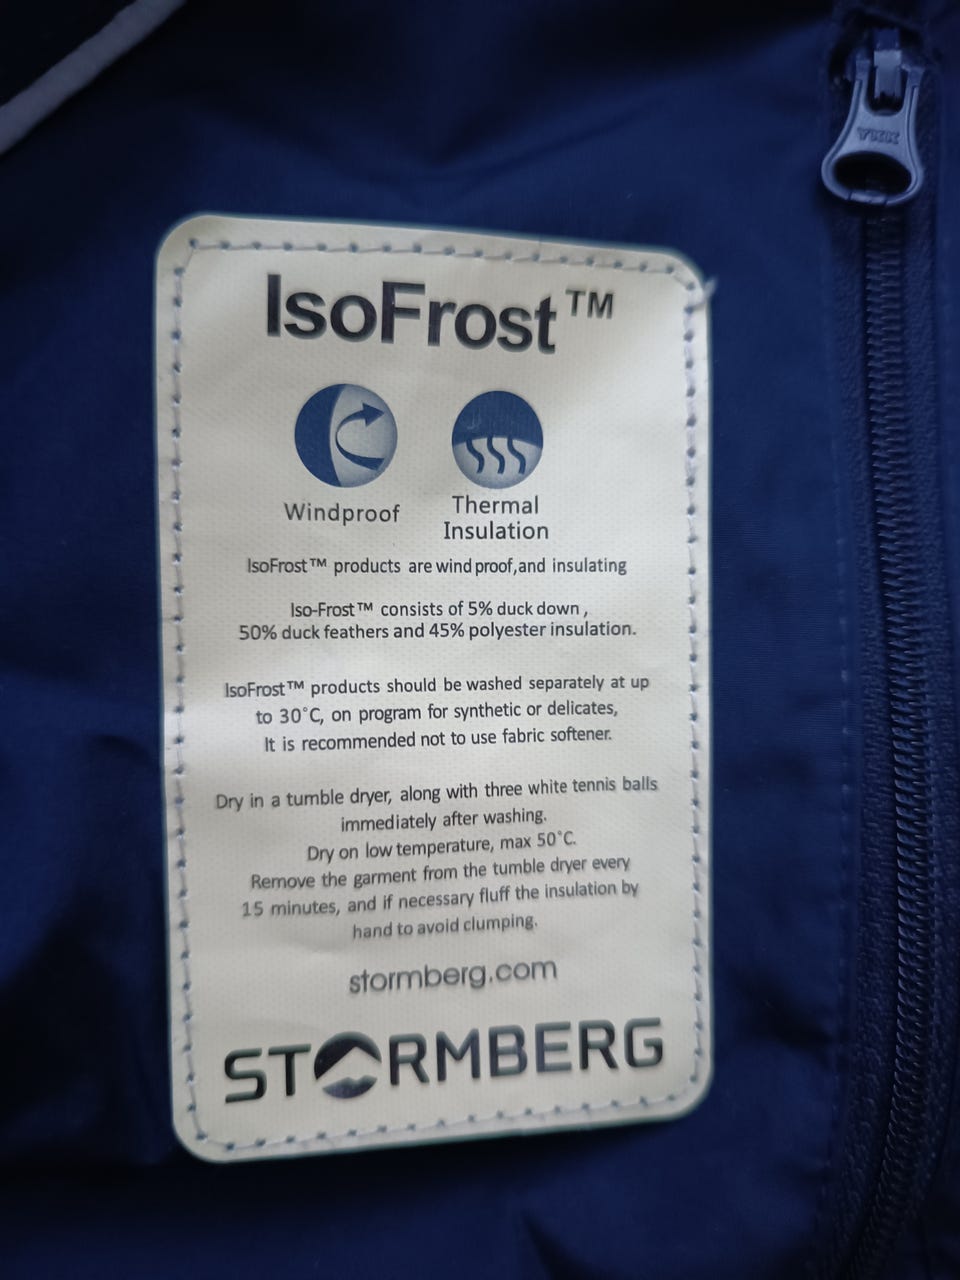 YKK
IsoFrost™
Windproof
Thermal
Insulation
IsoFrost™ products are wind proof,and insulating
Iso-Frost™ consists of 5% duck down ,
50% duck feathers and 45% polyester insulation.
IsoFrost™ products should be washed separately at up
to 30°C, on program for synthetic or delicates,
It is recommended not to use fabric softener.
Dry in a tumble dryer, along with three white tennis balls
immediately after washing.
Dry on low temperature, max 50°C.
Remove the garment from the tumble dryer every
15 minutes, and if necessary fluff the insulation by
hand to avoid clumping.
stormberg.com
STORMBERG